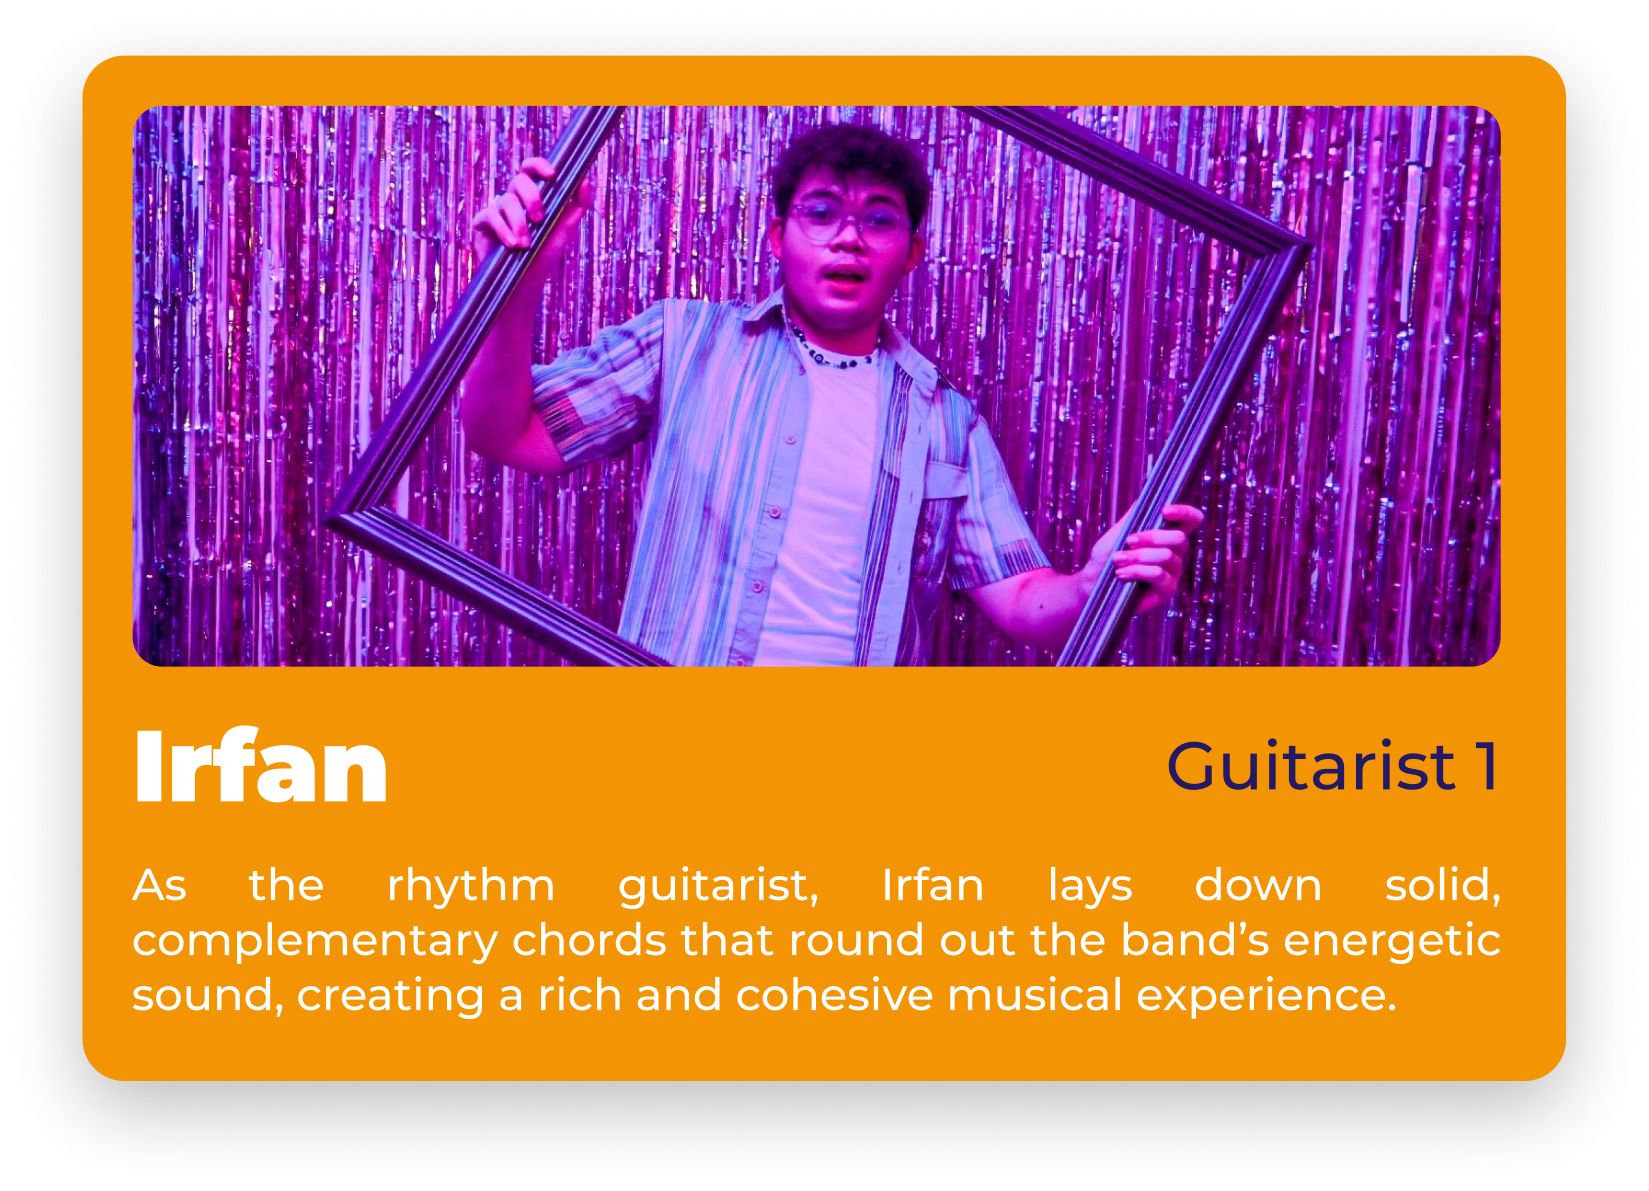 Irfan
Guitarist 1
As the rhythm guitarist, Irfan lays down solid,
complementary chords that round out the band’s energetic
sound, creating a rich and cohesive musical experience.